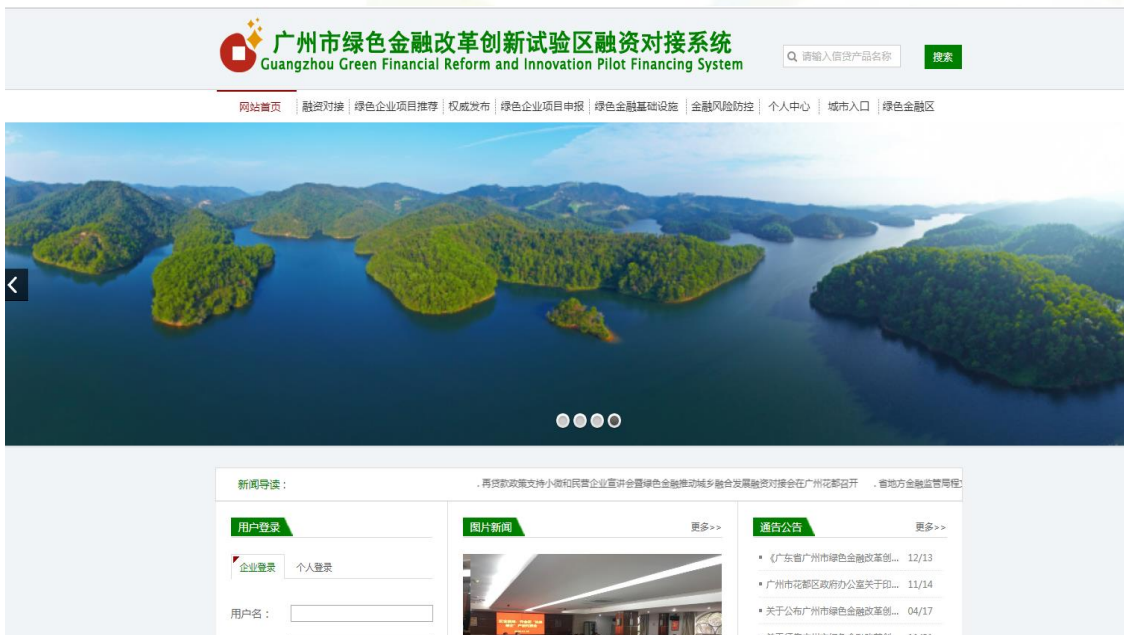 广州市绿色金融改革创新试验区融资对接系统
Guangzhou Green Financial Reform and Innovation Pilot Financing System
请输入信贷产品名称
搜索
网站首页 融资对接 绿色企业项目推荐 权威发布 绿色企业项目申报 绿色金融基础设施 金融风险防控 个人中心 城市入口 绿色金融区
新闻导读：
. 再贷款政策支持小微和民营企业宣讲会暨绿色金融推动城乡融合发展融资对接会在广州花都召开 . 省地方金融监管局程
用户登录
企业登录 个人登录
用户名：
图片新闻 更多>>
通告公告 更多>>
《广东省广州市绿色金融改革创... 12/13
广州市花都区政府办公室关于印... 11/14
关于公布广州市绿色金融改革创... 04/17